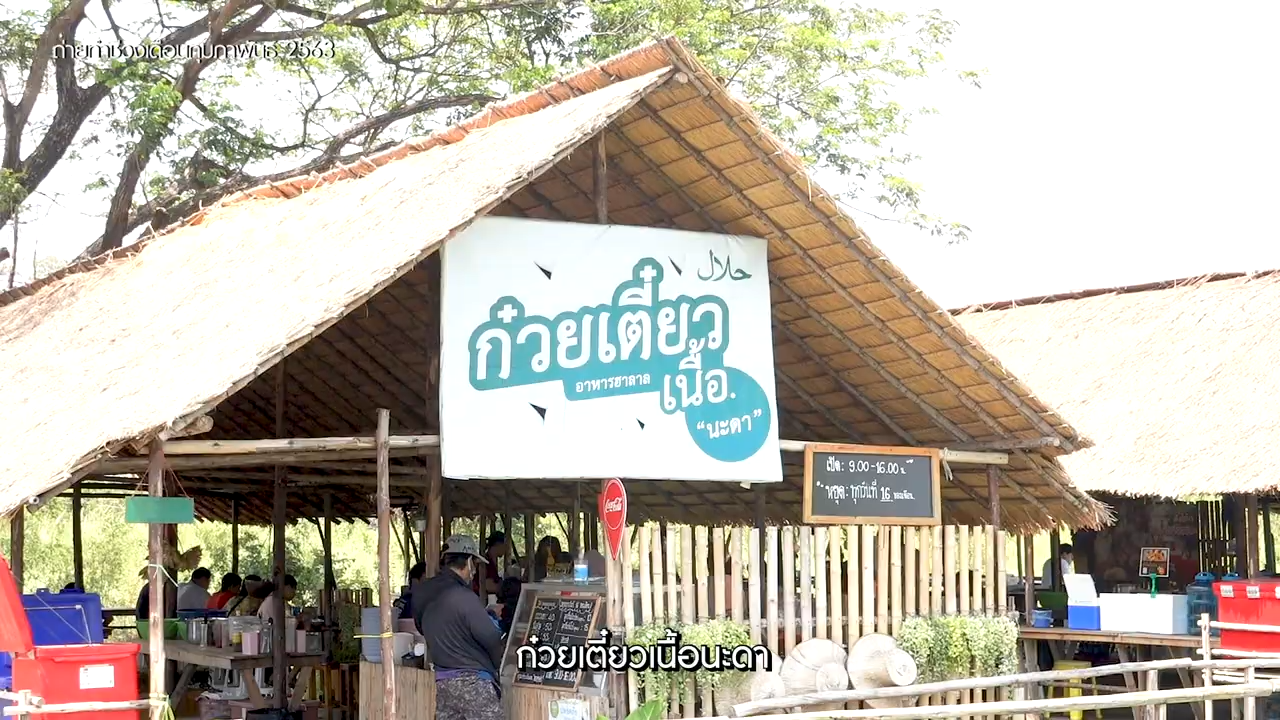 ถ่ายทำช่วงเดือนกุมภาพันธ์ 2563
حلال
ก๋วยเตี๋ยว
เนื้อ.
อาหารฮาลาล
"นะดา"
เปิด: 9.00-16.00 น.
หยุด: ทุกวันที่ 16 ของเดือน.
Coca-Cola
ก๋วยเตี๋ยวเนื้อนะดา